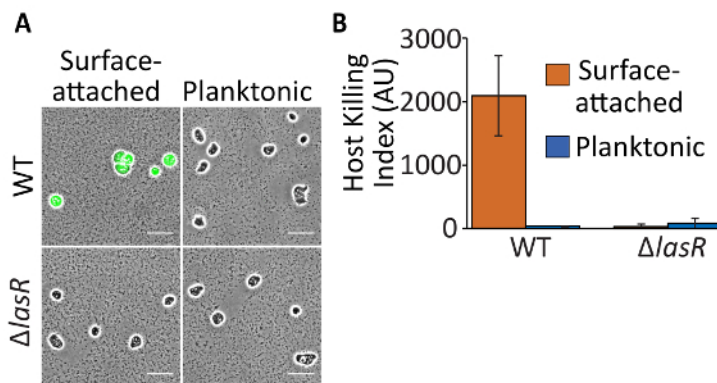 A
Surface-
attached
Planktonic
WT
ΔlasR
B
Host Killing
Index (AU)
3000
2000
1000
0
Surface-
attached
Planktonic
WT
ΔlasR